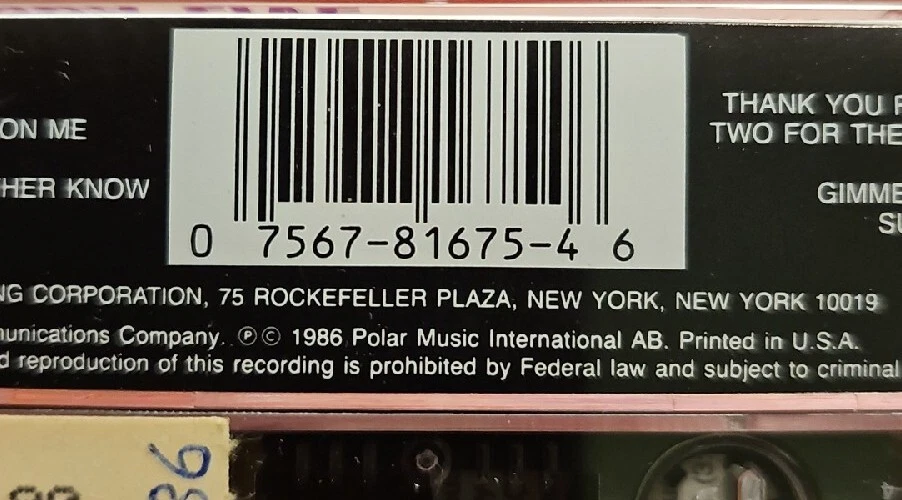 ON ME
HER KNOW
0 7567-81675-4 6
THANK YOU
TWO FOR THE
GIMME
NG CORPORATION, 75 ROCKEFELLER PLAZA, NEW YORK, NEW YORK 10019
unications Company. ℗© 1986 Polar Music International AB. Printed in U.S.A.
d reproduction of this recording is prohibited by Federal law and subject to criminal
86